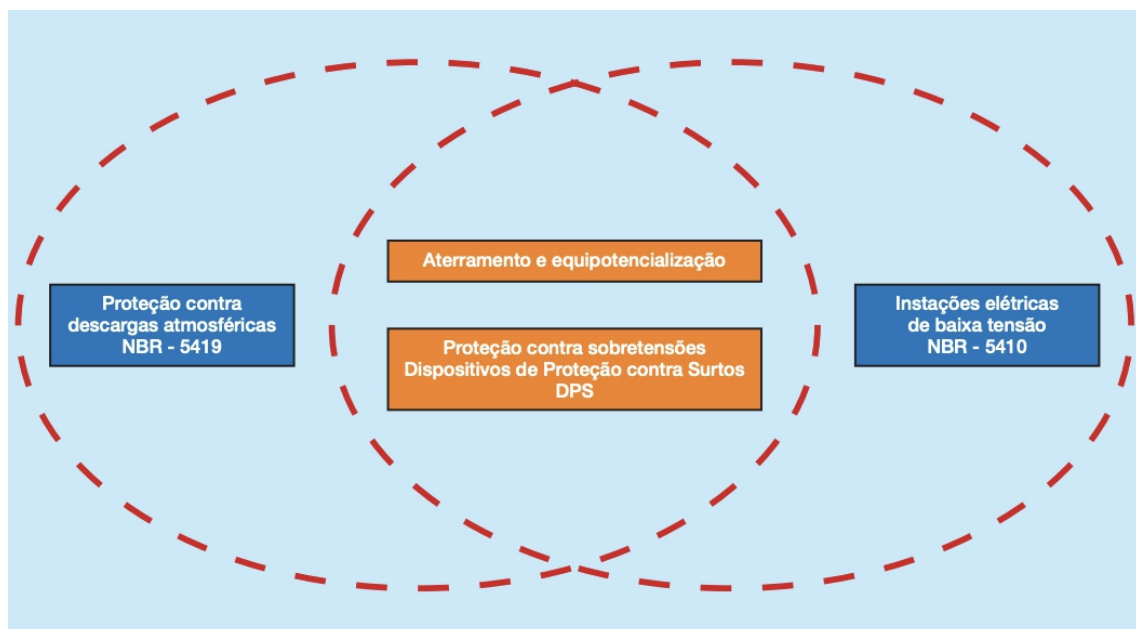 Aterramento e equipotencialização
Proteção contra
descargas atmosféricas
NBR - 5419
Proteção contra sobretensões
Dispositivos de Proteção contra Surtos
DPS
Instações elétricas
de baixa tensão
NBR - 5410